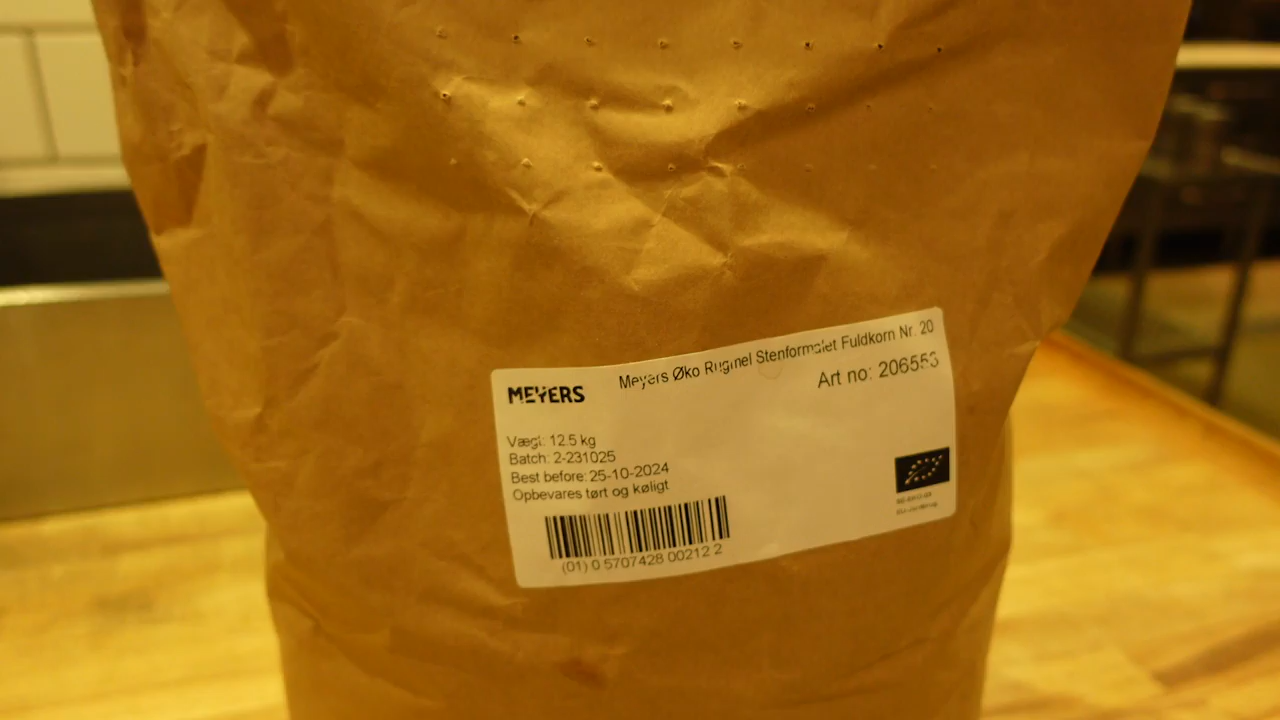 MEYERS
Meyers Øko Rugmel Stenformalet Fuldkorn Nr. 20
Art no: 206553
Vægt: 12.5 kg
Batch: 2-231025
Best before: 25-10-2024
Opbevares tørt og køligt
(01) 0 5707428 00212 2